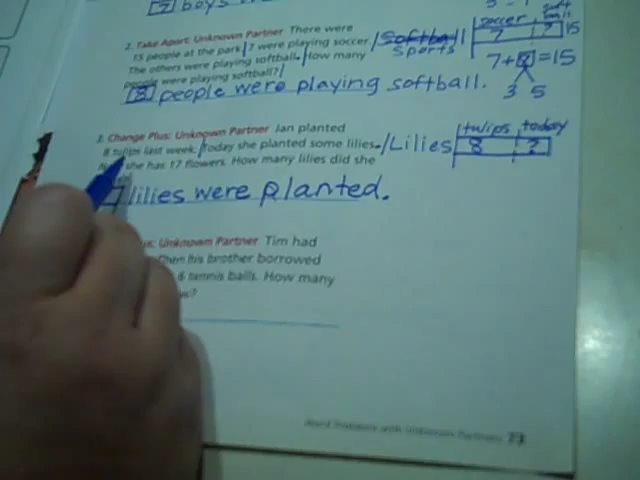 7 boys
soccer
7 ? 15
2. Take Apart: Unknown Partner There were
15 people at the park. 7 were playing soccer. / Softball
Sports
The others were playing softball. How many
people were playing softball?
7+8=15
3 5
8 people were playing softball.
3. Change Plus: Unknown Partner Jan planted
8 tulips last week. Today she planted some lilies. / Lilies
tulips today
8 ?
she has 17 flowers. How many lilies did she
lilies were planted.
Unknown Partner Tim had
Then his brother borrowed
6 tennis balls. How many
Word Problems with Unknown Partners 73